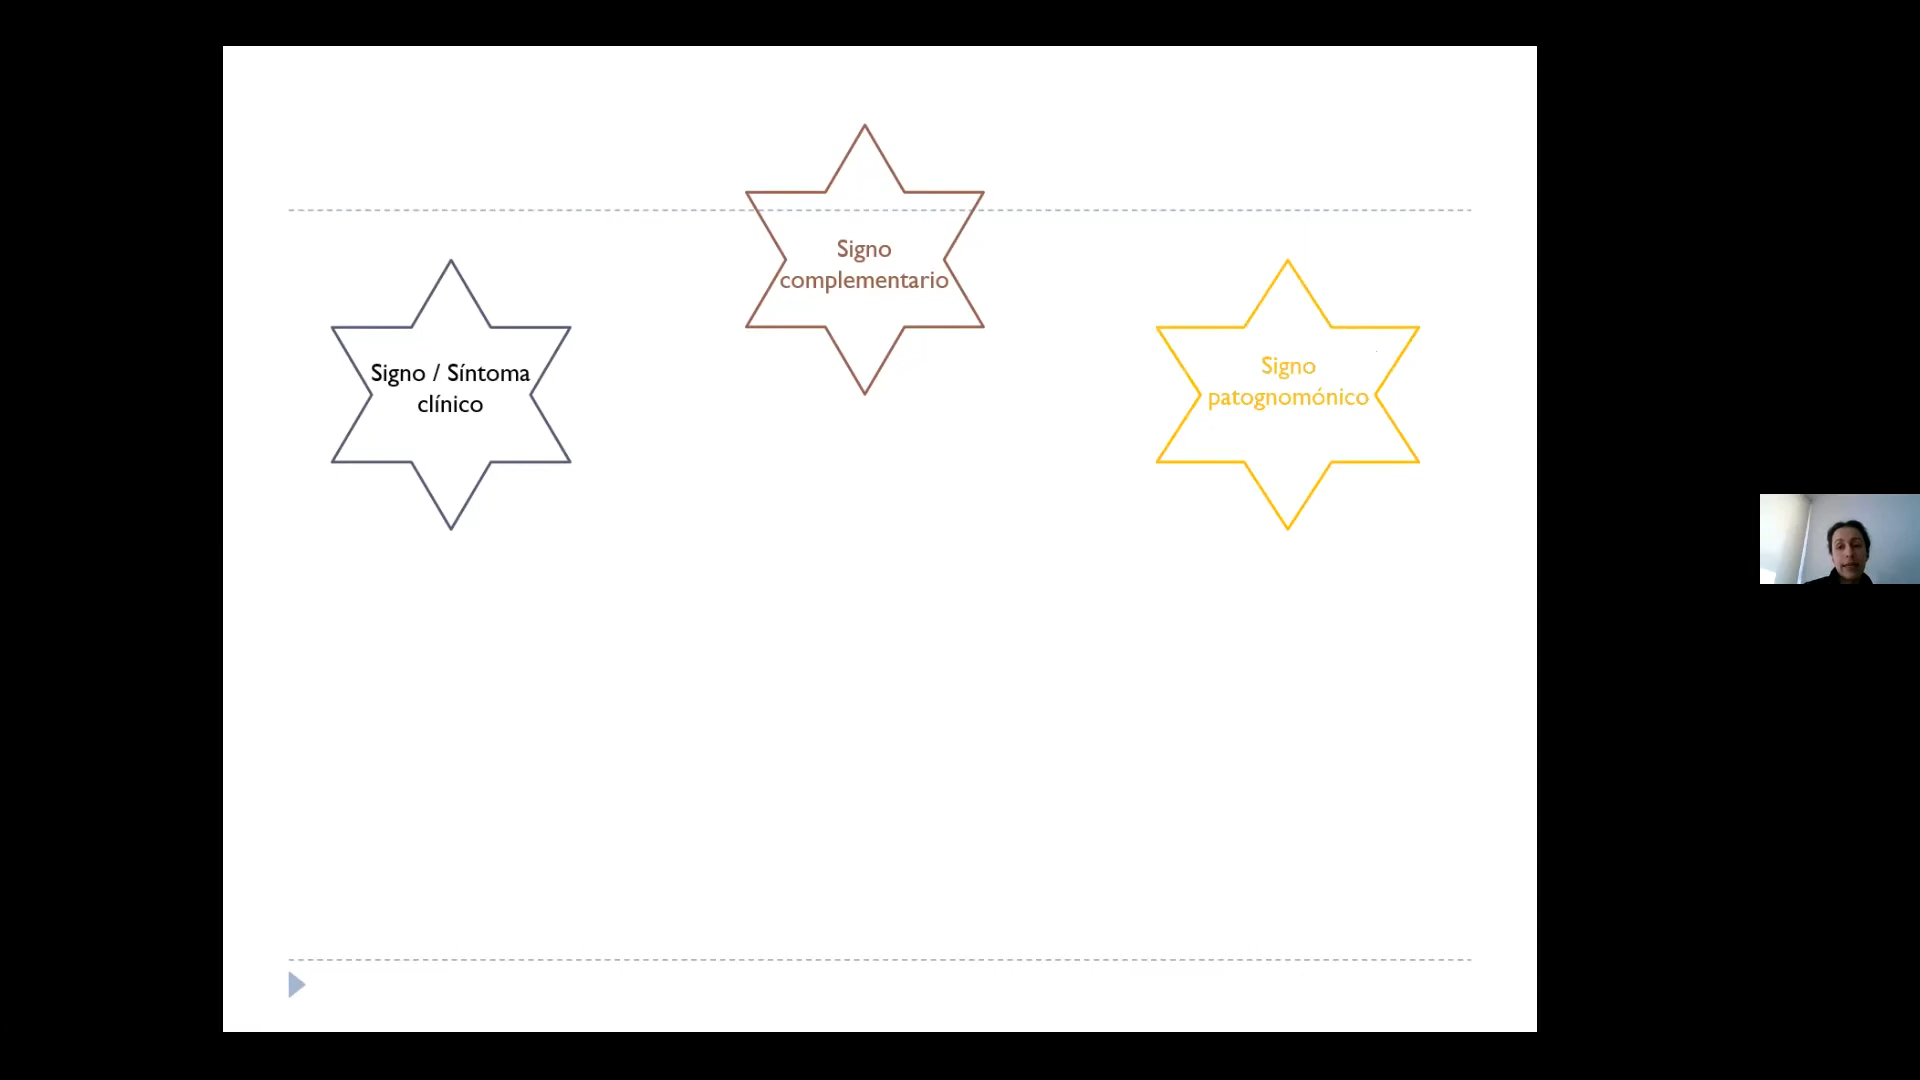 Signo
complementario
Signo / Síntoma
clínico
Signo
patognomónico